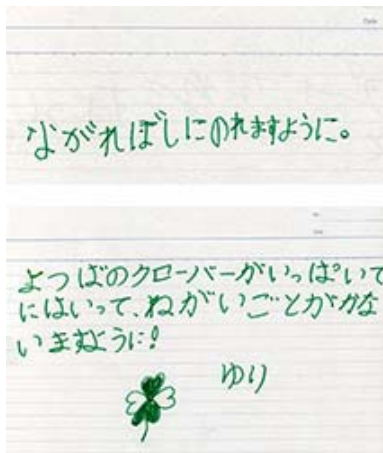 ながれぼしにのれますように。
よつばのクローバーがいっぱいて
にはいって、ねがいごとがかな
いますように!
ゆり